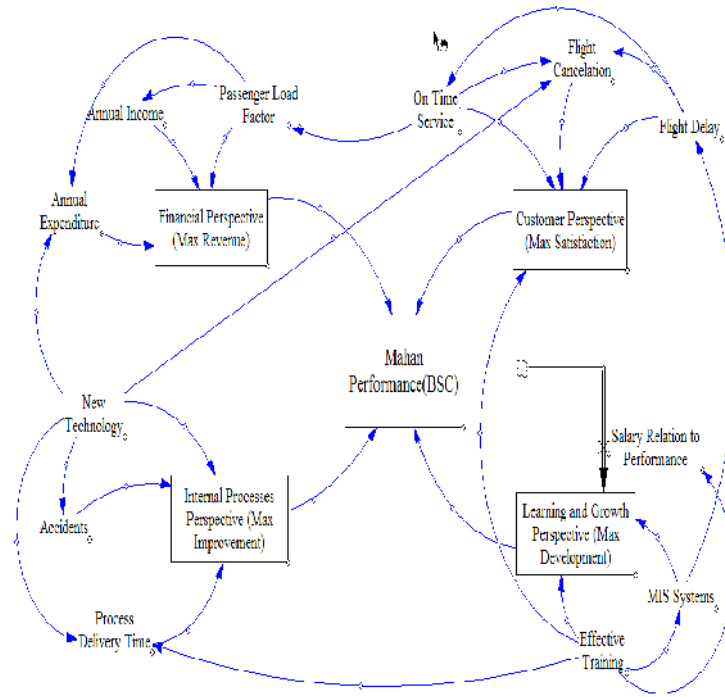 Flight
Cancelation
Passenger Load
Factor
On Time
Service
Annual Income
Flight Delay
Annual
Expenditure
Financial Perspective
(Max Revenue)
Customer Perspective
(Max Satisfaction)
Mahan
Performance(BSC)
New
Technology
Salary Relation to
Performance
Internal Processes
Perspective (Max
Improvement)
Learning and Growth
Perspective (Max
Development)
Accidents
MIS Systems
Process
Delivery Time
Effective
Training